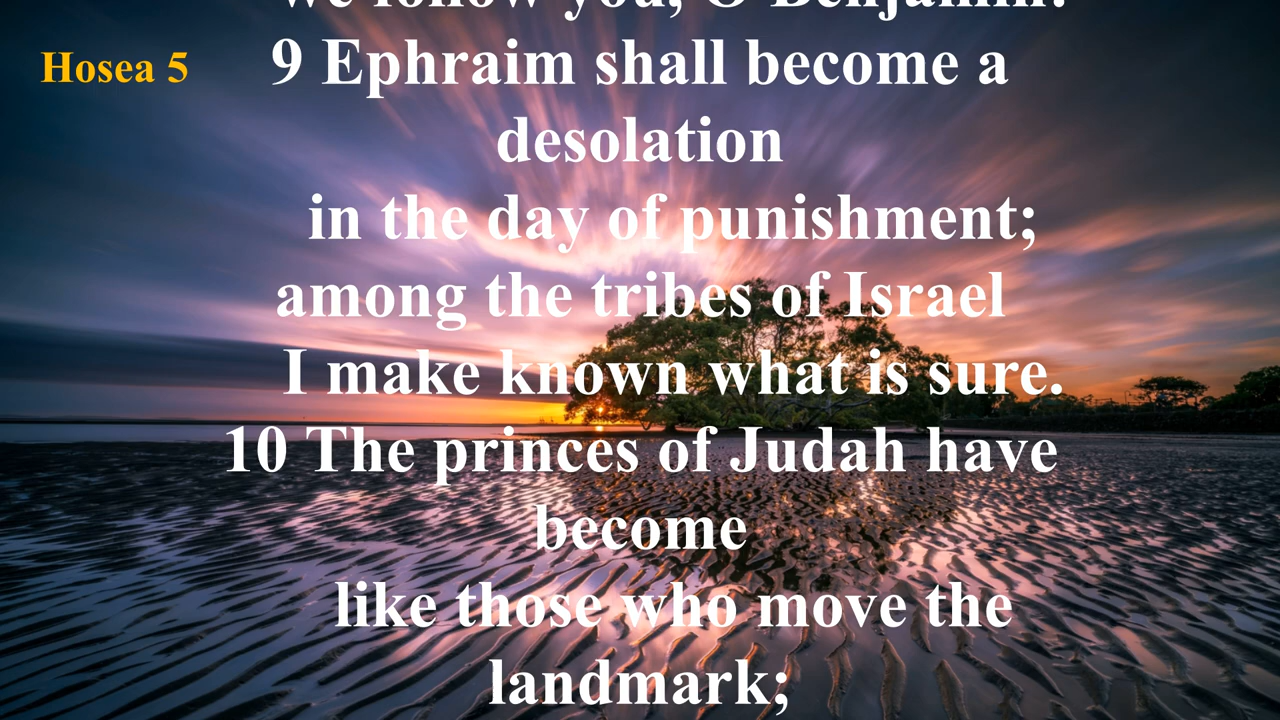 we follow you, O Benjamin!
Hosea 5
9 Ephraim shall become a
desolation
in the day of punishment;
among the tribes of Israel
I make known what is sure.
10 The princes of Judah have
become
like those who move the
landmark;